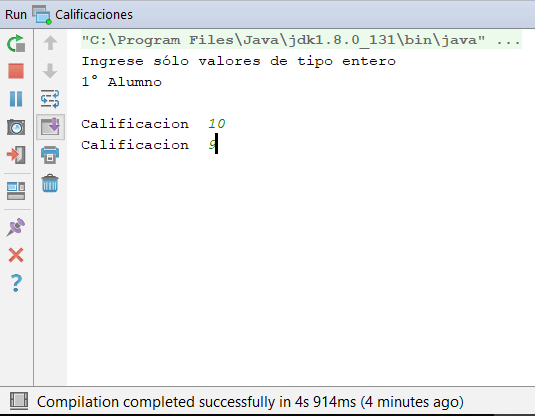 Run Calificaciones
"C:\Program Files\Java\jdk1.8.0_131\bin\java" ...
Ingrese sólo valores de tipo entero
1° Alumno
Calificacion 10
Calificacion 9
Compilation completed successfully in 4s 914ms (4 minutes ago)